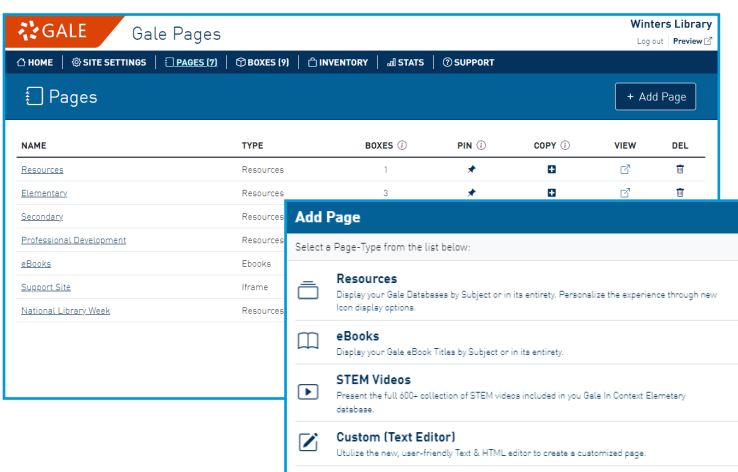 GALE
Gale Pages
Winters Library
Log out Preview
HOME SITE SETTINGS PAGES (7) BOXES (9) INVENTORY STATS SUPPORT
Pages
+ Add Page
NAME TYPE BOXES PIN COPY VIEW DEL
Resources Resources 1
Elementary Resources 3
Secondary Resources
Professional Development Resources
eBooks Ebooks
Support Site Iframe
National Library Week Resources
Add Page
Select a Page-Type from the list below:
Resources
Display your Gale Databases by Subject or in its entirety. Personalize the experience through new
Icon display options.
eBooks
Display your Gale eBook Titles by Subject or in its entirety.
STEM Videos
Present the full 600+ collection of STEM videos included in you Gale In Context Elemetary
database.
Custom (Text Editor)
Utulize the new, user-friendly Text & HTML editor to create a customized page.